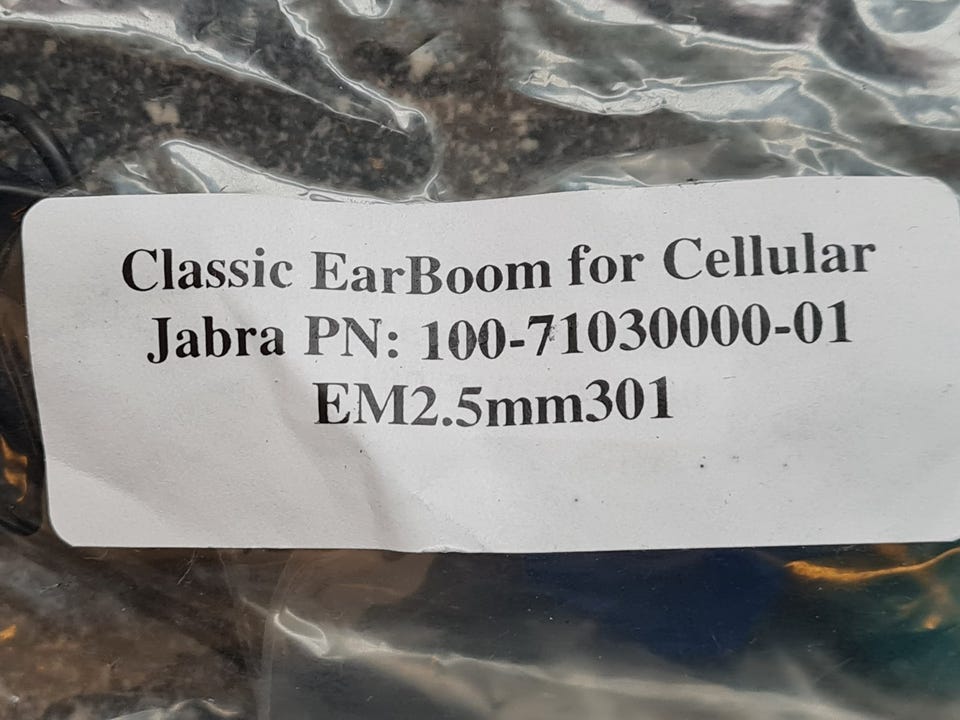 Classic EarBoom for Cellular
Jabra PN: 100-71030000-01
EM2.5mm301